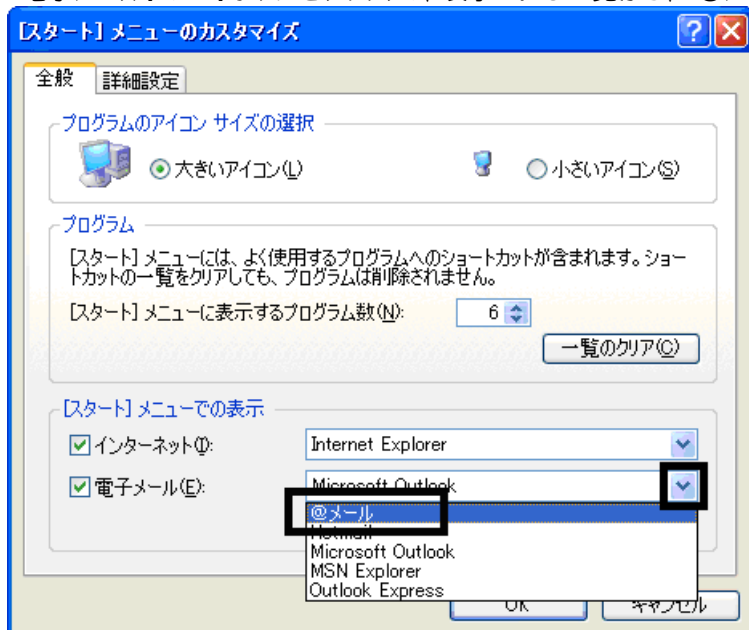 [スタート] メニューのカスタマイズ
全般 詳細設定
プログラムのアイコン サイズの選択
大きいアイコン(L) 小さいアイコン(S)
プログラム
[スタート] メニューには、よく使用するプログラムへのショートカットが含まれます。ショー
トカットの一覧をクリアしても、プログラムは削除されません。
[スタート] メニューに表示するプログラム数(N): 6
一覧のクリア(C)
[スタート] メニューでの表示
インターネット(I): Internet Explorer
電子メール(E): Microsoft Outlook
@メール
Hotmail
Microsoft Outlook
MSN Explorer
Outlook Express
OK キャンセル